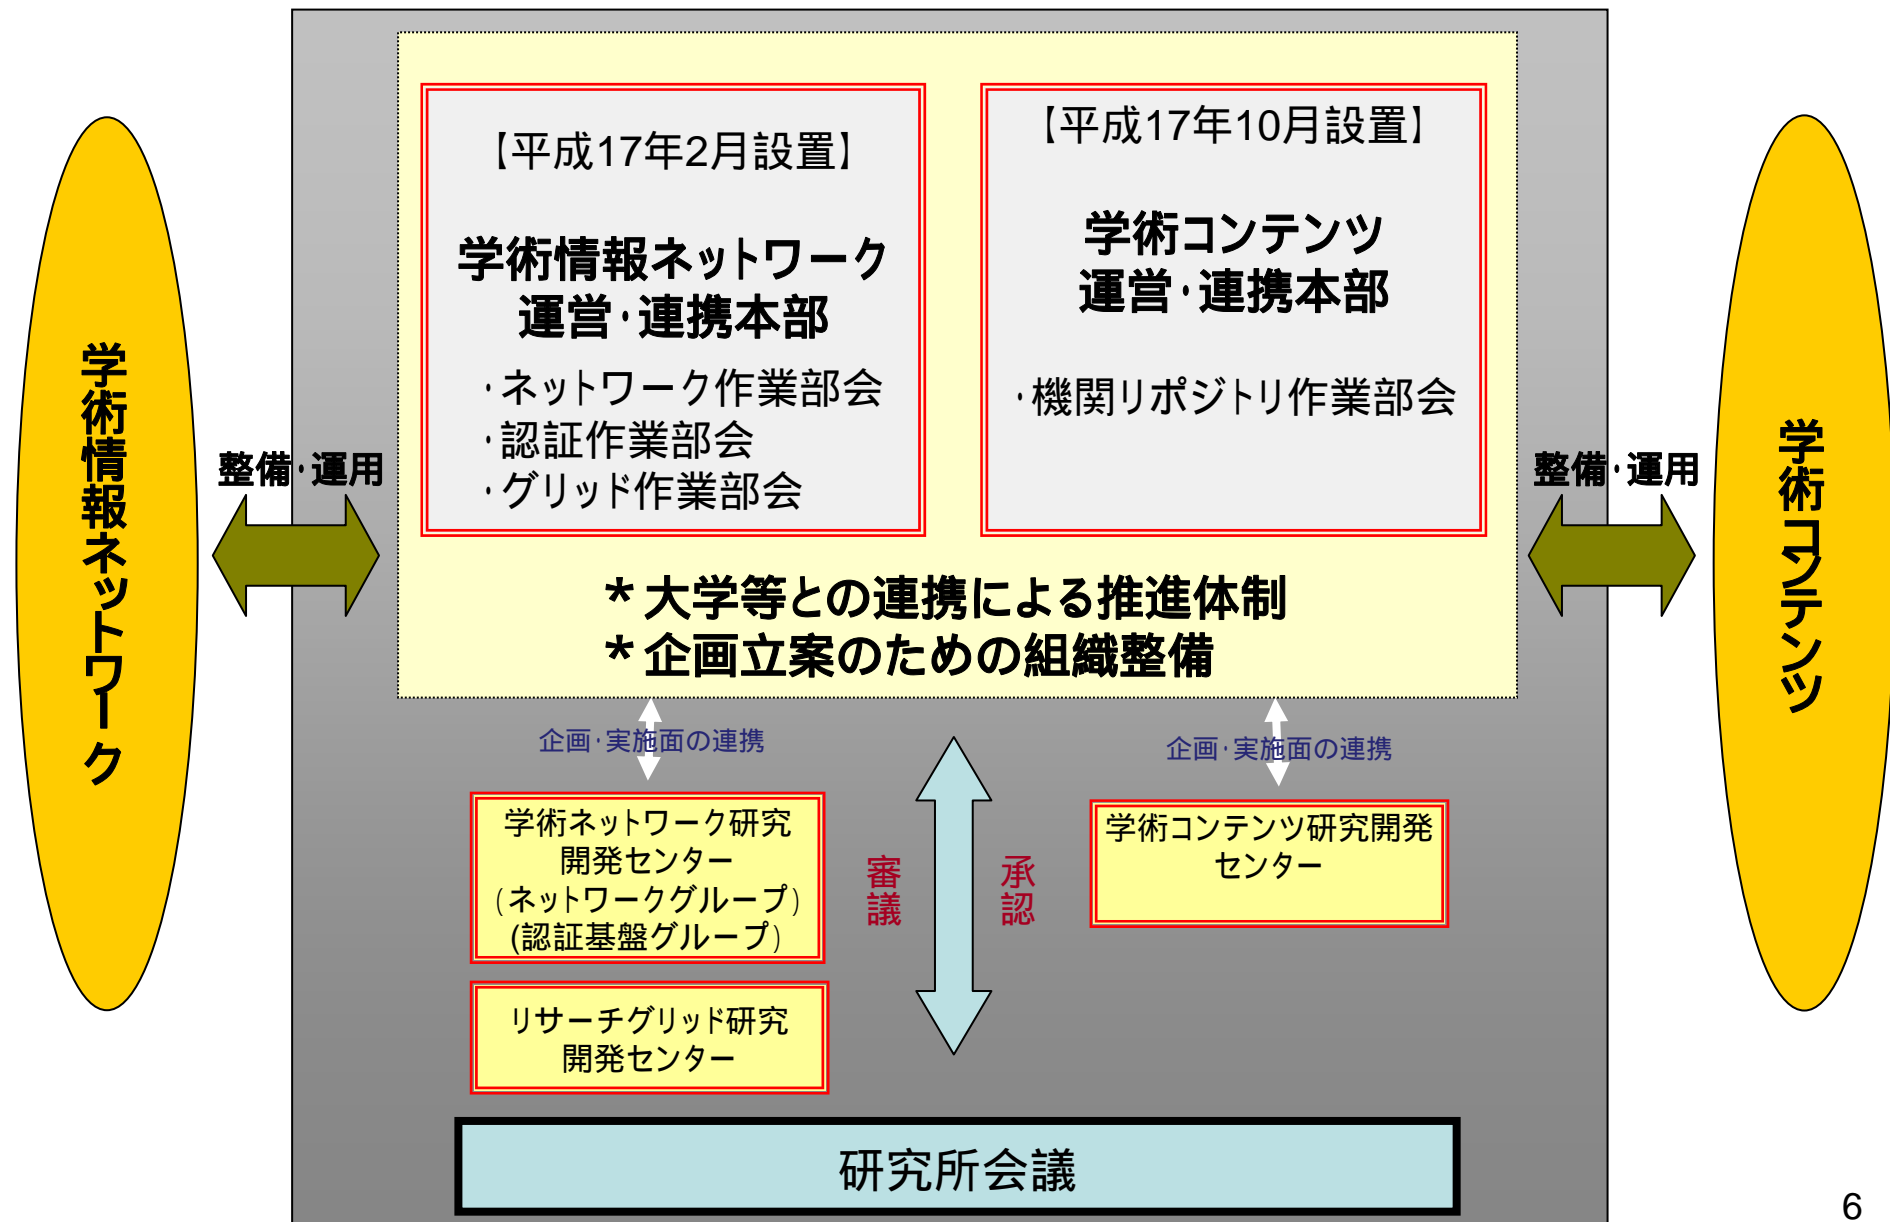 学術情報ネットワーク
整備・運用
【平成17年2月設置】
学術情報ネットワーク
運営・連携本部
・ネットワーク作業部会
・認証作業部会
・グリッド作業部会
【平成17年10月設置】
学術コンテンツ
運営・連携本部
・機関リポジトリ作業部会
整備・運用
学術コンテンツ
＊大学等との連携による推進体制
＊企画立案のための組織整備
企画・実施面の連携
企画・実施面の連携
学術ネットワーク研究
開発センター
(ネットワークグループ)
(認証基盤グループ)
リサーチグリッド研究
開発センター
審議
承認
学術コンテンツ研究開発
センター
研究所会議
6